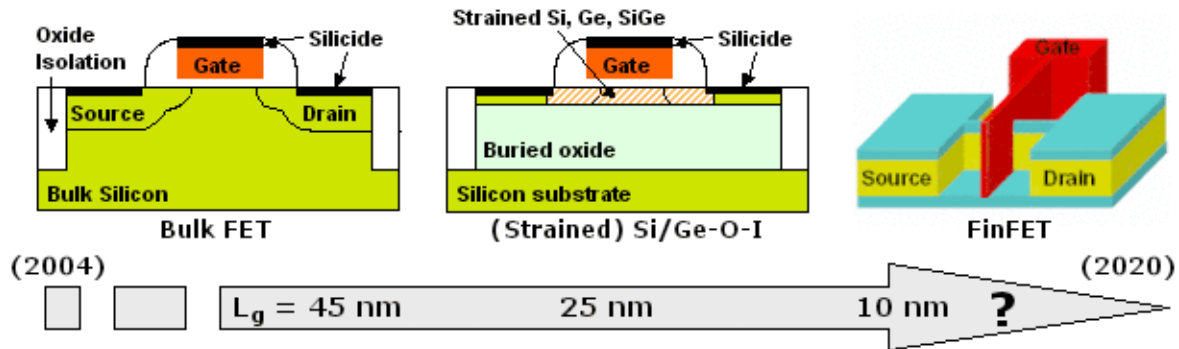 Oxide
Isolation
Silicide
Gate
Source
Drain
Bulk Silicon
Bulk FET
Strained Si, Ge, SiGe
Silicide
Gate
Buried oxide
Silicon substrate
(Strained) Si/Ge-O-I
Gate
Source
Drain
FinFET
(2004)
(2020)
Lg = 45 nm
25 nm
10 nm
?